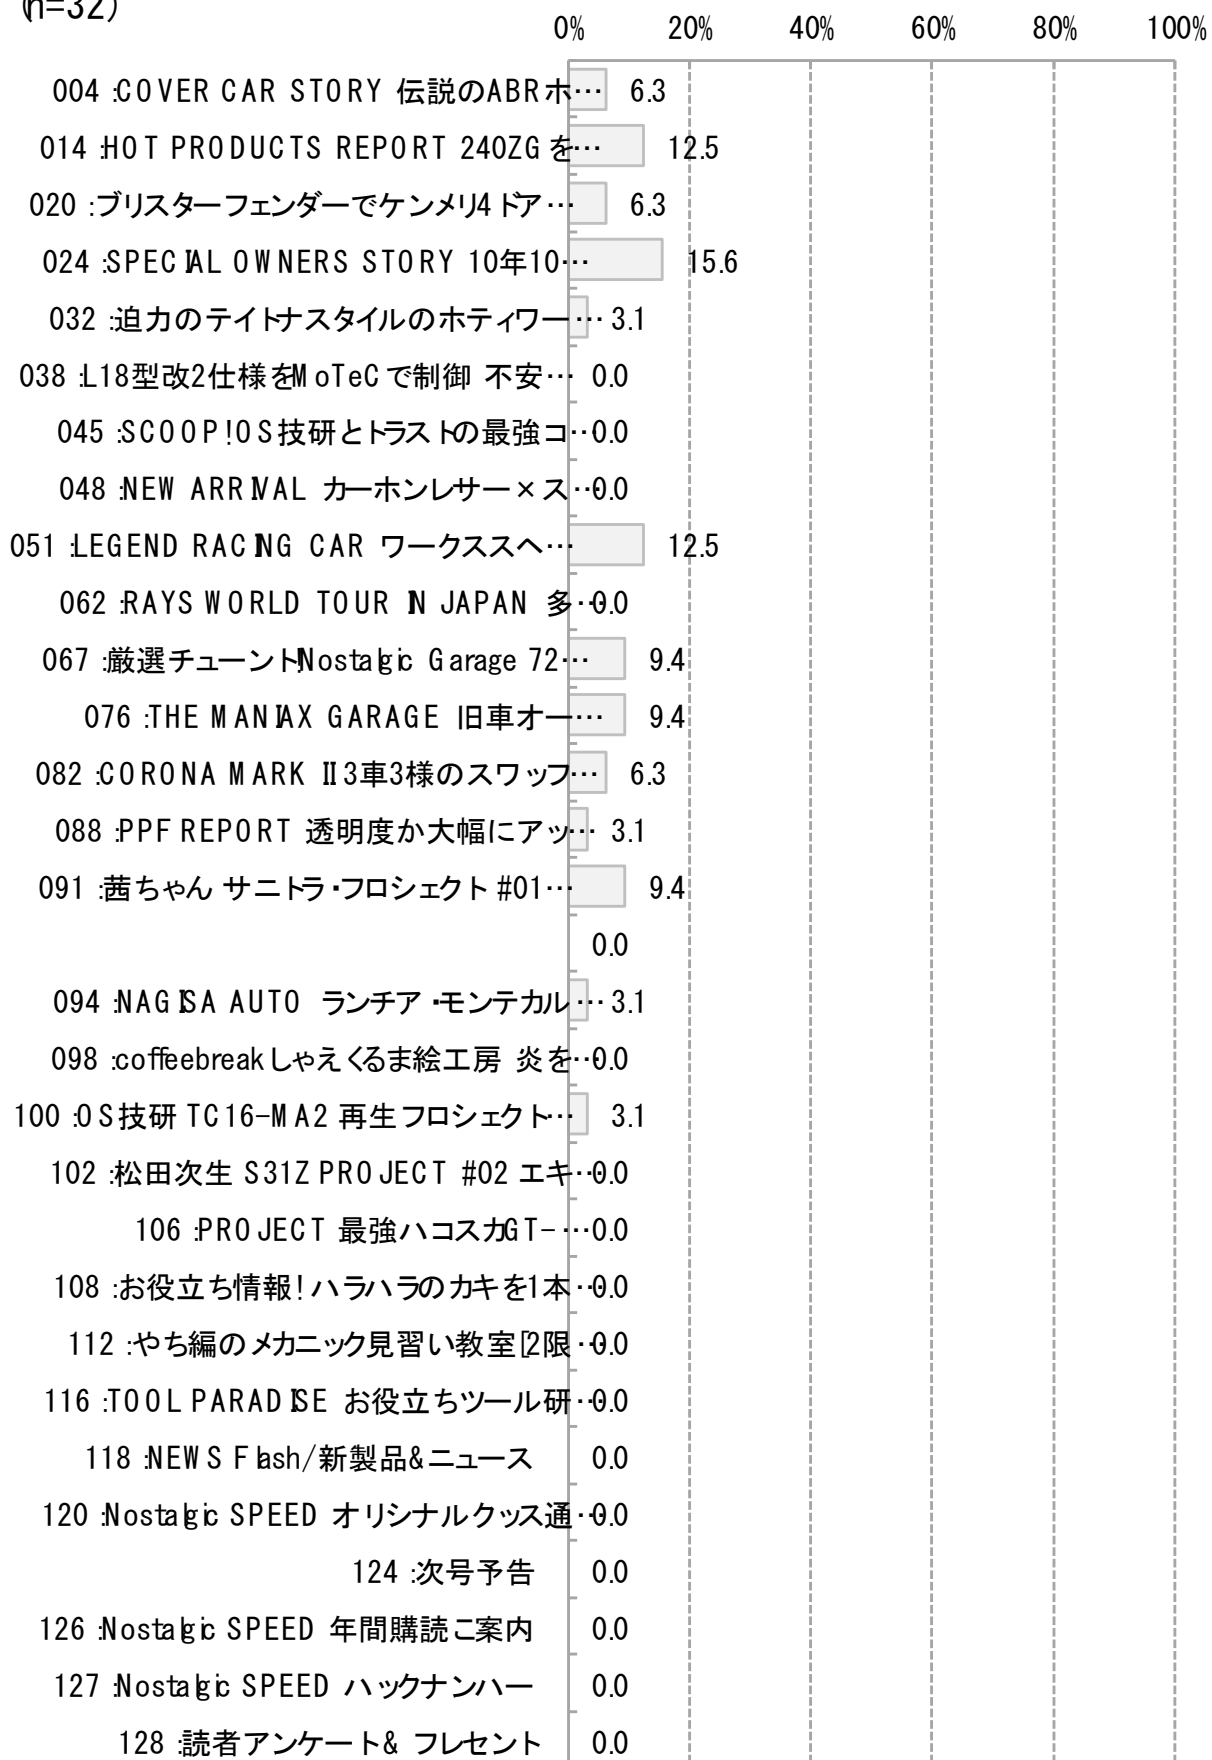 (n=32)
0% 20% 40% 60% 80% 100%
004 :COVER CAR STORY 伝説のABRホ… 6.3
014 :HOT PRODUCTS REPORT 240ZGを… 12.5
020 :ブリスターフェンダーでケンメリ4ドア… 6.3
024 :SPECIAL OWNERS STORY 10年10… 15.6
032 :迫力のテイトナスタイルのホティワー… 3.1
038 :L18型改2仕様をMoTeCで制御 不安… 0.0
045 :SCOOP!OS技研とトラストの最強コ… 0.0
048 :NEW ARRIVAL カーホンレサー×ス… 0.0
051 :LEGEND RACING CAR ワークススヘ… 12.5
062 :RAYS WORLD TOUR IN JAPAN 多… 0.0
067 :厳選チューント!Nostalgic Garage 72… 9.4
076 :THE MANIAX GARAGE 旧車オー… 9.4
082 :CORONA MARK Ⅱ3車3様のスワッフ… 6.3
088 :PPF REPORT 透明度か大幅にアッ… 3.1
091 :茜ちゃん サニトラ・フロシェクト #01… 9.4
0.0
094 :NAGISA AUTO ランチア・モンテカル… 3.1
098 :coffeebreakしゃえくるま絵工房 炎を… 0.0
100 :OS技研 TC16-MA2 再生フロシェクト… 3.1
102 :松田次生 S31Z PROJECT #02 エキ… 0.0
106 :PROJECT 最強ハコスカGT-… 0.0
108 :お役立ち情報!ハラハラのカキを1本… 0.0
112 :やち編のメカニック見習い教室[2限… 0.0
116 :TOOL PARADISE お役立ちツール研… 0.0
118 :NEWS Flash/新製品&ニュース 0.0
120 :Nostalgic SPEED オリシナルクッス通… 0.0
124 :次号予告 0.0
126 :Nostalgic SPEED 年間購読こ案内 0.0
127 :Nostalgic SPEED ハックナンハー 0.0
128 :読者アンケート& フレセント 0.0